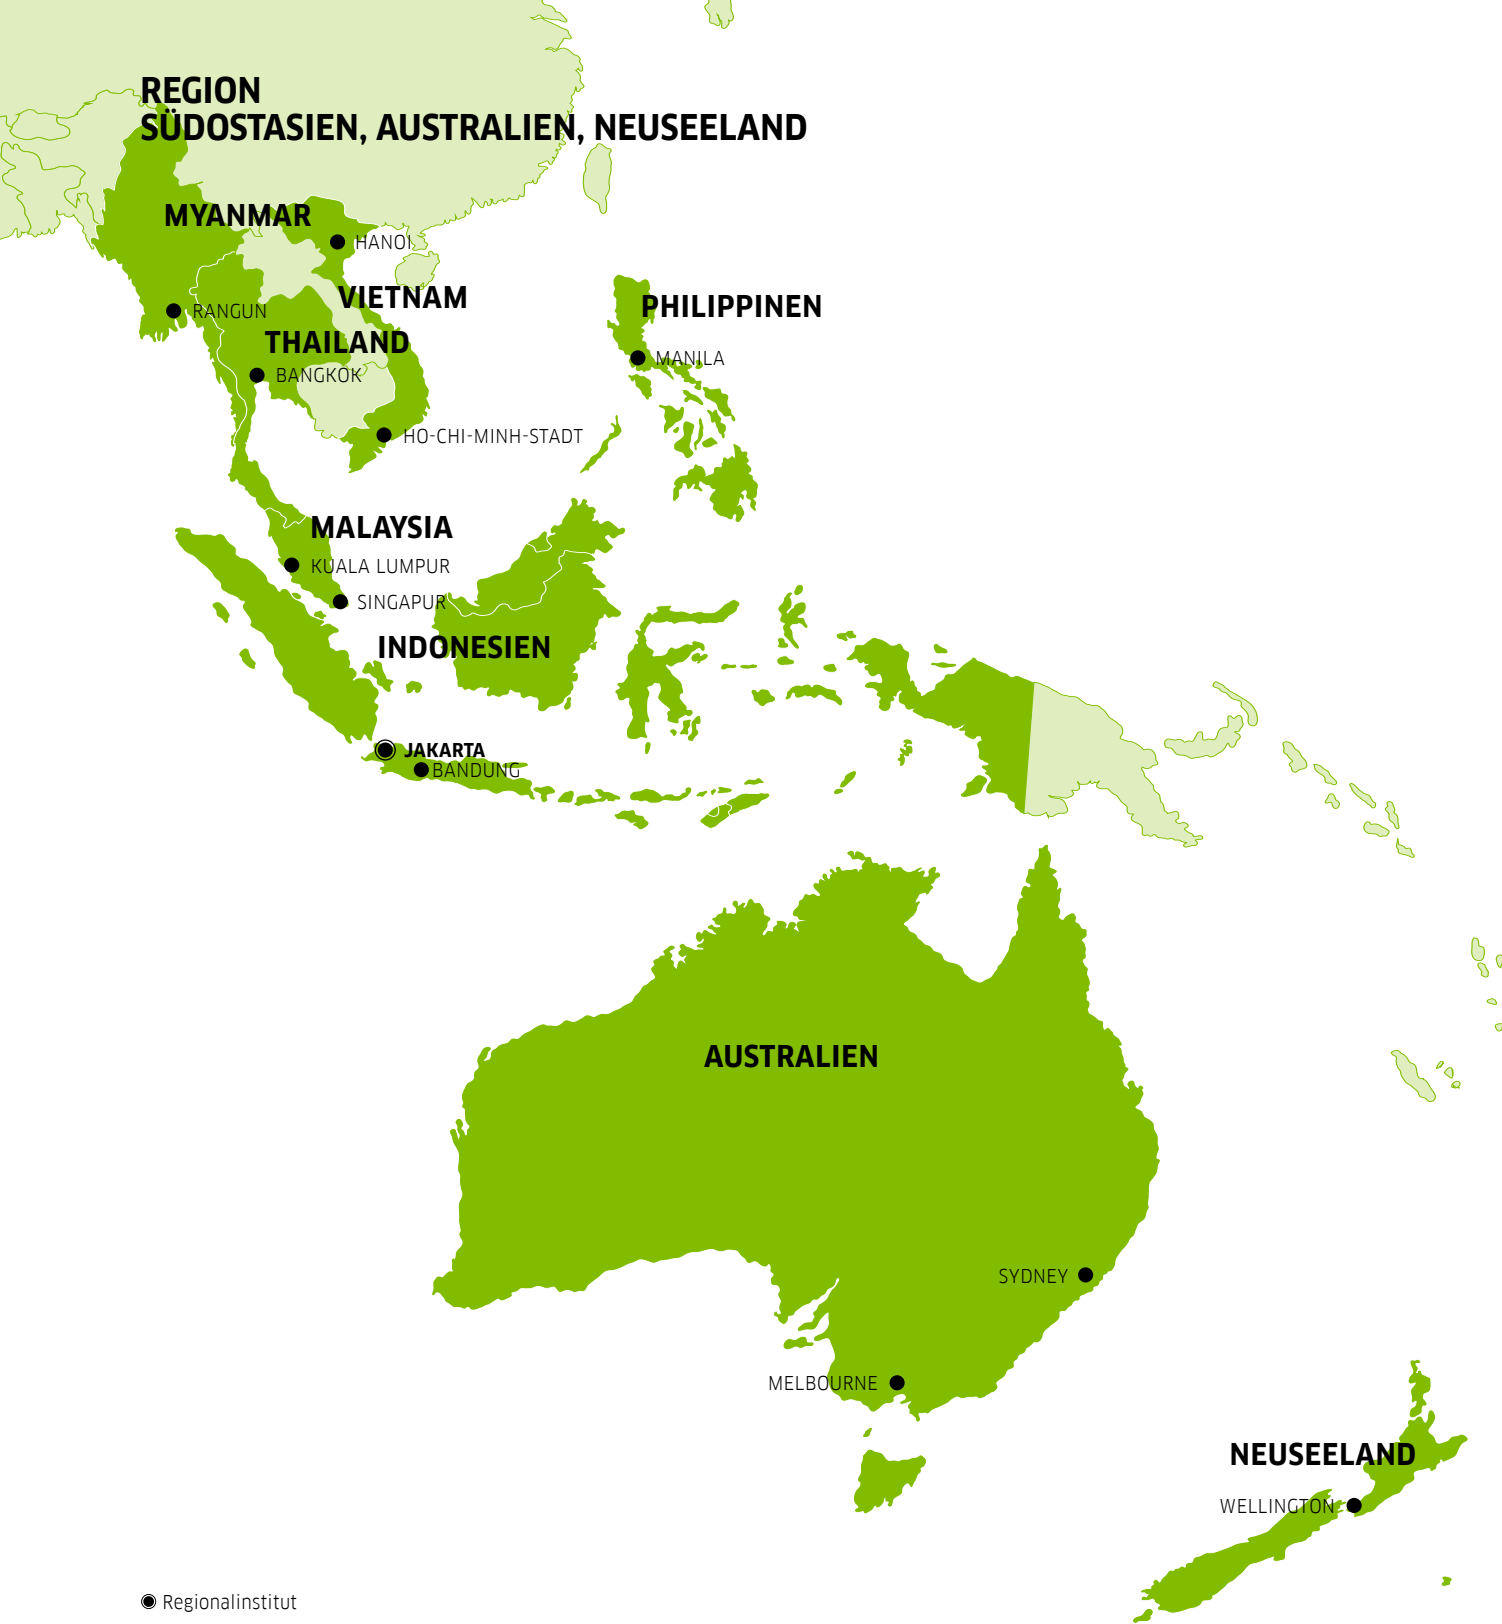 REGION
SÜDOSTASIEN, AUSTRALIEN, NEUSEELAND
MYANMAR
HANOI
VIETNAM
PHILIPPINEN
RANGUN
THAILAND
MANILA
BANGKOK
HO-CHI-MINH-STADT
MALAYSIA
KUALA LUMPUR
SINGAPUR
INDONESIEN
JAKARTA
BANDUNG
AUSTRALIEN
SYDNEY
MELBOURNE
NEUSEELAND
WELLINGTON
Regionalinstitut